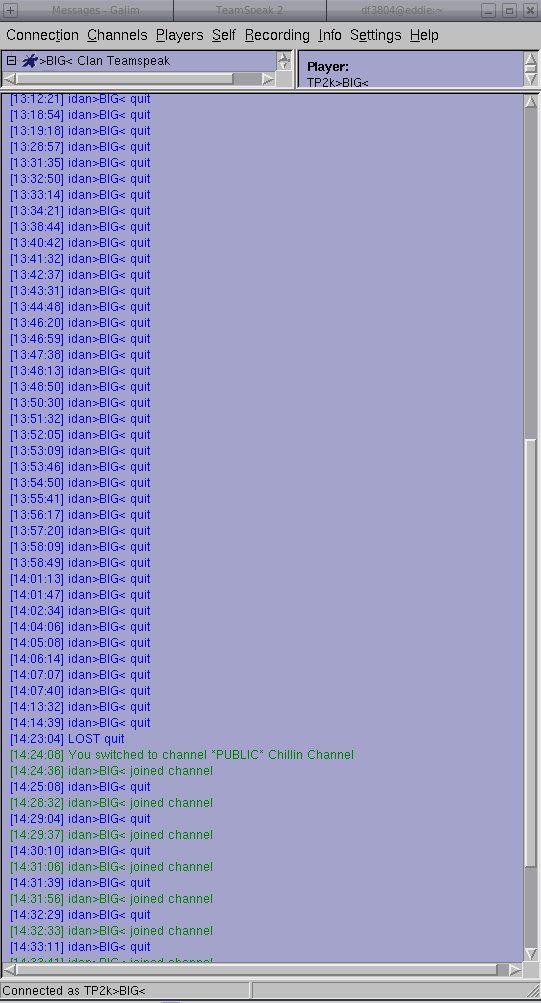 Messages - Gajim
TeamSpeak 2
df3804@eddie:~
Connection Channels Players Self Recording Info Settings Help
>BIG< Clan Teamspeak
Player:
TP2k>BIG<
[13:12:21] idan>BIG< quit
[13:18:54] idan>BIG< quit
[13:19:18] idan>BIG< quit
[13:28:57] idan>BIG< quit
[13:31:35] idan>BIG< quit
[13:32:50] idan>BIG< quit
[13:33:14] idan>BIG< quit
[13:34:21] idan>BIG< quit
[13:38:44] idan>BIG< quit
[13:40:42] idan>BIG< quit
[13:41:32] idan>BIG< quit
[13:42:37] idan>BIG< quit
[13:43:31] idan>BIG< quit
[13:44:48] idan>BIG< quit
[13:46:20] idan>BIG< quit
[13:46:59] idan>BIG< quit
[13:47:38] idan>BIG< quit
[13:48:13] idan>BIG< quit
[13:48:50] idan>BIG< quit
[13:50:30] idan>BIG< quit
[13:51:32] idan>BIG< quit
[13:52:05] idan>BIG< quit
[13:53:09] idan>BIG< quit
[13:53:46] idan>BIG< quit
[13:54:50] idan>BIG< quit
[13:55:41] idan>BIG< quit
[13:56:17] idan>BIG< quit
[13:57:20] idan>BIG< quit
[13:58:09] idan>BIG< quit
[13:58:49] idan>BIG< quit
[14:01:13] idan>BIG< quit
[14:01:47] idan>BIG< quit
[14:02:34] idan>BIG< quit
[14:04:06] idan>BIG< quit
[14:05:08] idan>BIG< quit
[14:06:14] idan>BIG< quit
[14:07:07] idan>BIG< quit
[14:07:40] idan>BIG< quit
[14:13:32] idan>BIG< quit
[14:14:39] idan>BIG< quit
[14:23:04] LOST quit
[14:24:08] You switched to channel *PUBLIC* Chillin Channel
[14:24:36] idan>BIG< joined channel
[14:25:08] idan>BIG< quit
[14:28:32] idan>BIG< joined channel
[14:29:04] idan>BIG< quit
[14:29:37] idan>BIG< joined channel
[14:30:10] idan>BIG< quit
[14:31:06] idan>BIG< joined channel
[14:31:39] idan>BIG< quit
[14:31:56] idan>BIG< joined channel
[14:32:29] idan>BIG< quit
[14:32:33] idan>BIG< joined channel
[14:33:11] idan>BIG< quit
[14:33:41] idan>BIG< joined channel
Connected as TP2k>BIG<